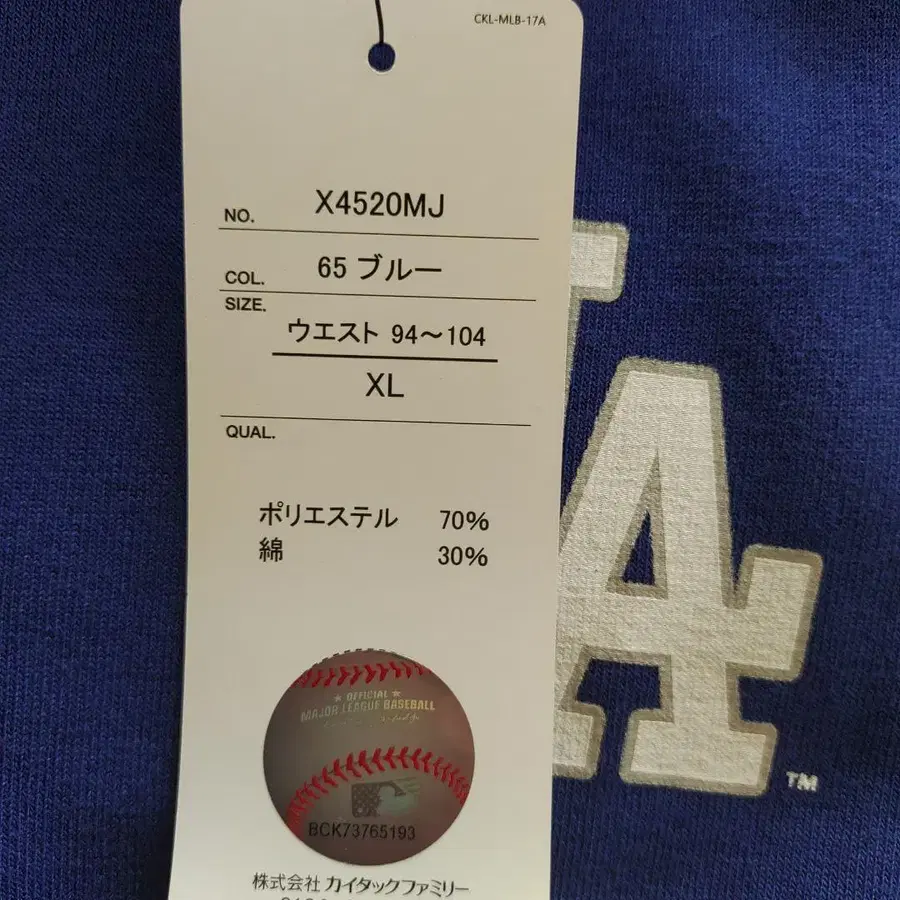 CKL-MLB-17A
NO. X4520MJ
COL. 65 ブルー
SIZE.
ウエスト 94～104
XL
QUAL.
ポリエステル 70%
綿 30%
OFFICIAL
MAJOR LEAGUE BASEBALL
BCK73765193
株式会社 カイタックファミリー
LA
TM